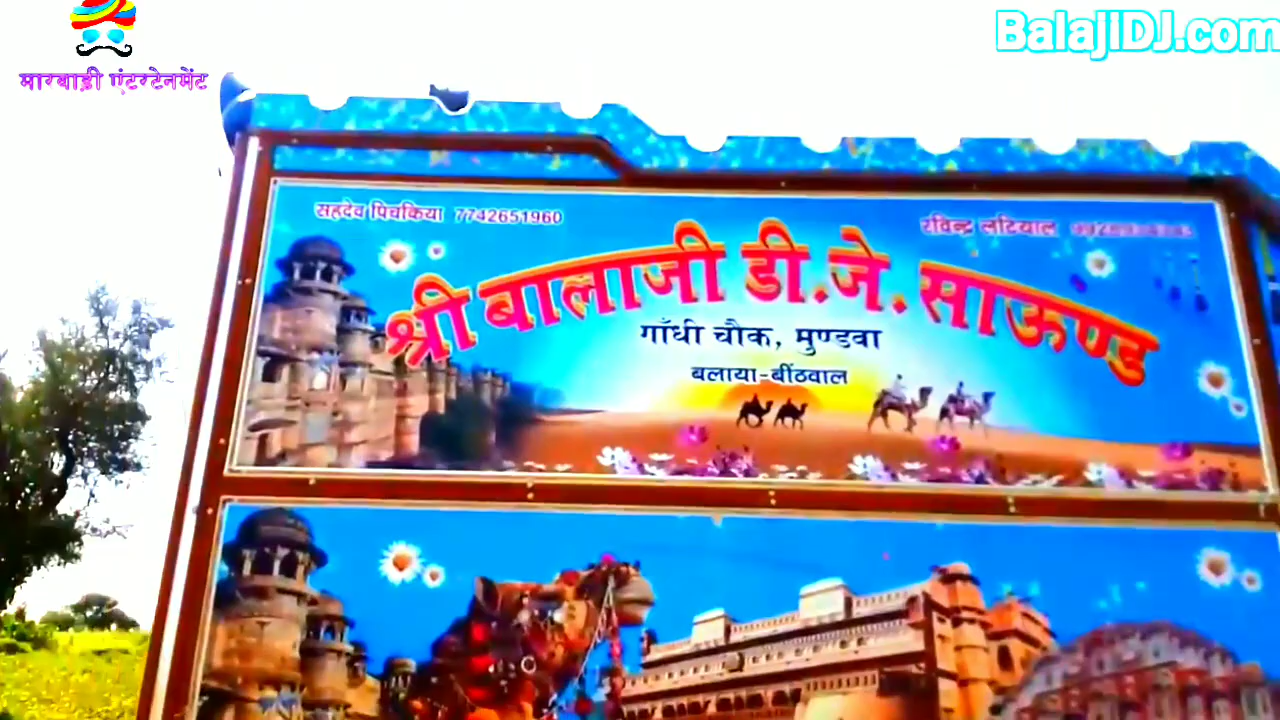 BalajiDJ.com
मारवाड़ी एंटरटेनमेंट
सहदेव पिचकिया 7742651960
रविन्द्र लटियाल
श्री बालाजी डी.जे. साऊण्ड
गाँधी चौक, मुण्डवा
बलाया-बींठवाल